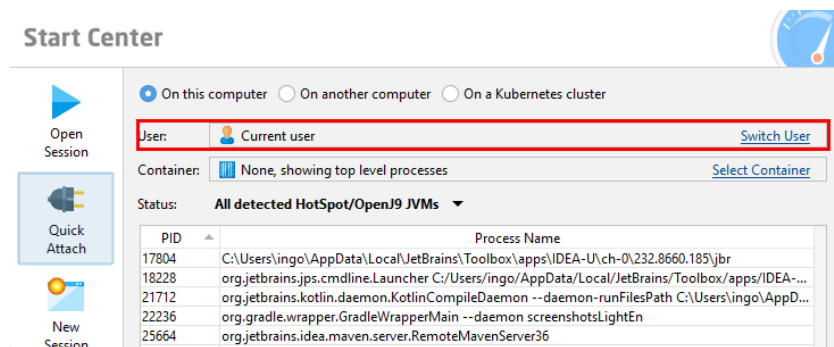 Start Center
On this computer On another computer On a Kubernetes cluster
Open
Session
User: Current user Switch User
Container: None, showing top level processes Select Container
Status: All detected HotSpot/OpenJ9 JVMs
Quick
Attach
PID Process Name
17804 C:\Users\ingo\AppData\Local\JetBrains\Toolbox\apps\IDEA-U\ch-0\232.8660.185\jbr
18228 org.jetbrains.jps.cmdline.Launcher C:/Users/ingo/AppData/Local/JetBrains/Toolbox/apps/IDEA-...
21712 org.jetbrains.kotlin.daemon.KotlinCompileDaemon --daemon-runFilesPath C:\Users\ingo\AppD...
22236 org.gradle.wrapper.GradleWrapperMain --daemon screenshotsLightEn
25664 org.jetbrains.idea.maven.server.RemoteMavenServer36
New
Session